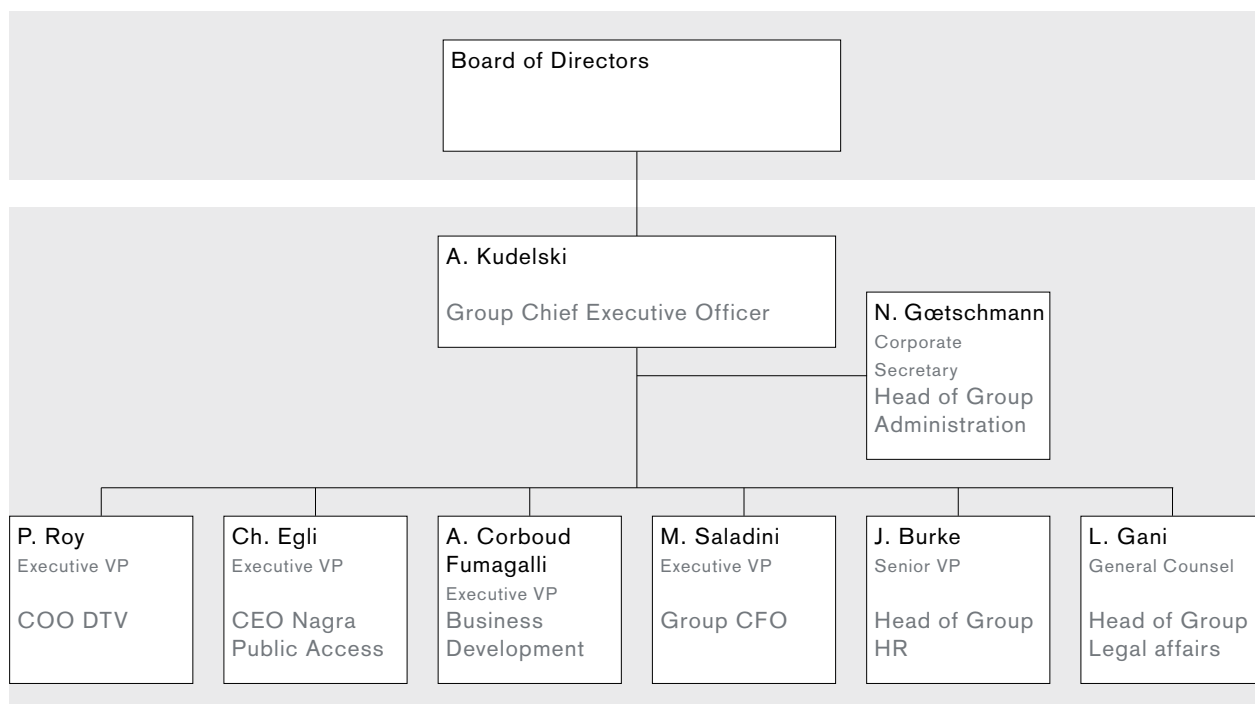 Board of Directors
A. Kudelski
Group Chief Executive Officer
N. Gœtschmann
Corporate
Secretary
Head of Group
Administration
P. Roy
Executive VP
COO DTV
Ch. Egli
Executive VP
CEO Nagra
Public Access
A. Corboud
Fumagalli
Executive VP
Business
Development
M. Saladini
Executive VP
Group CFO
J. Burke
Senior VP
Head of Group
HR
L. Gani
General Counsel
Head of Group
Legal affairs